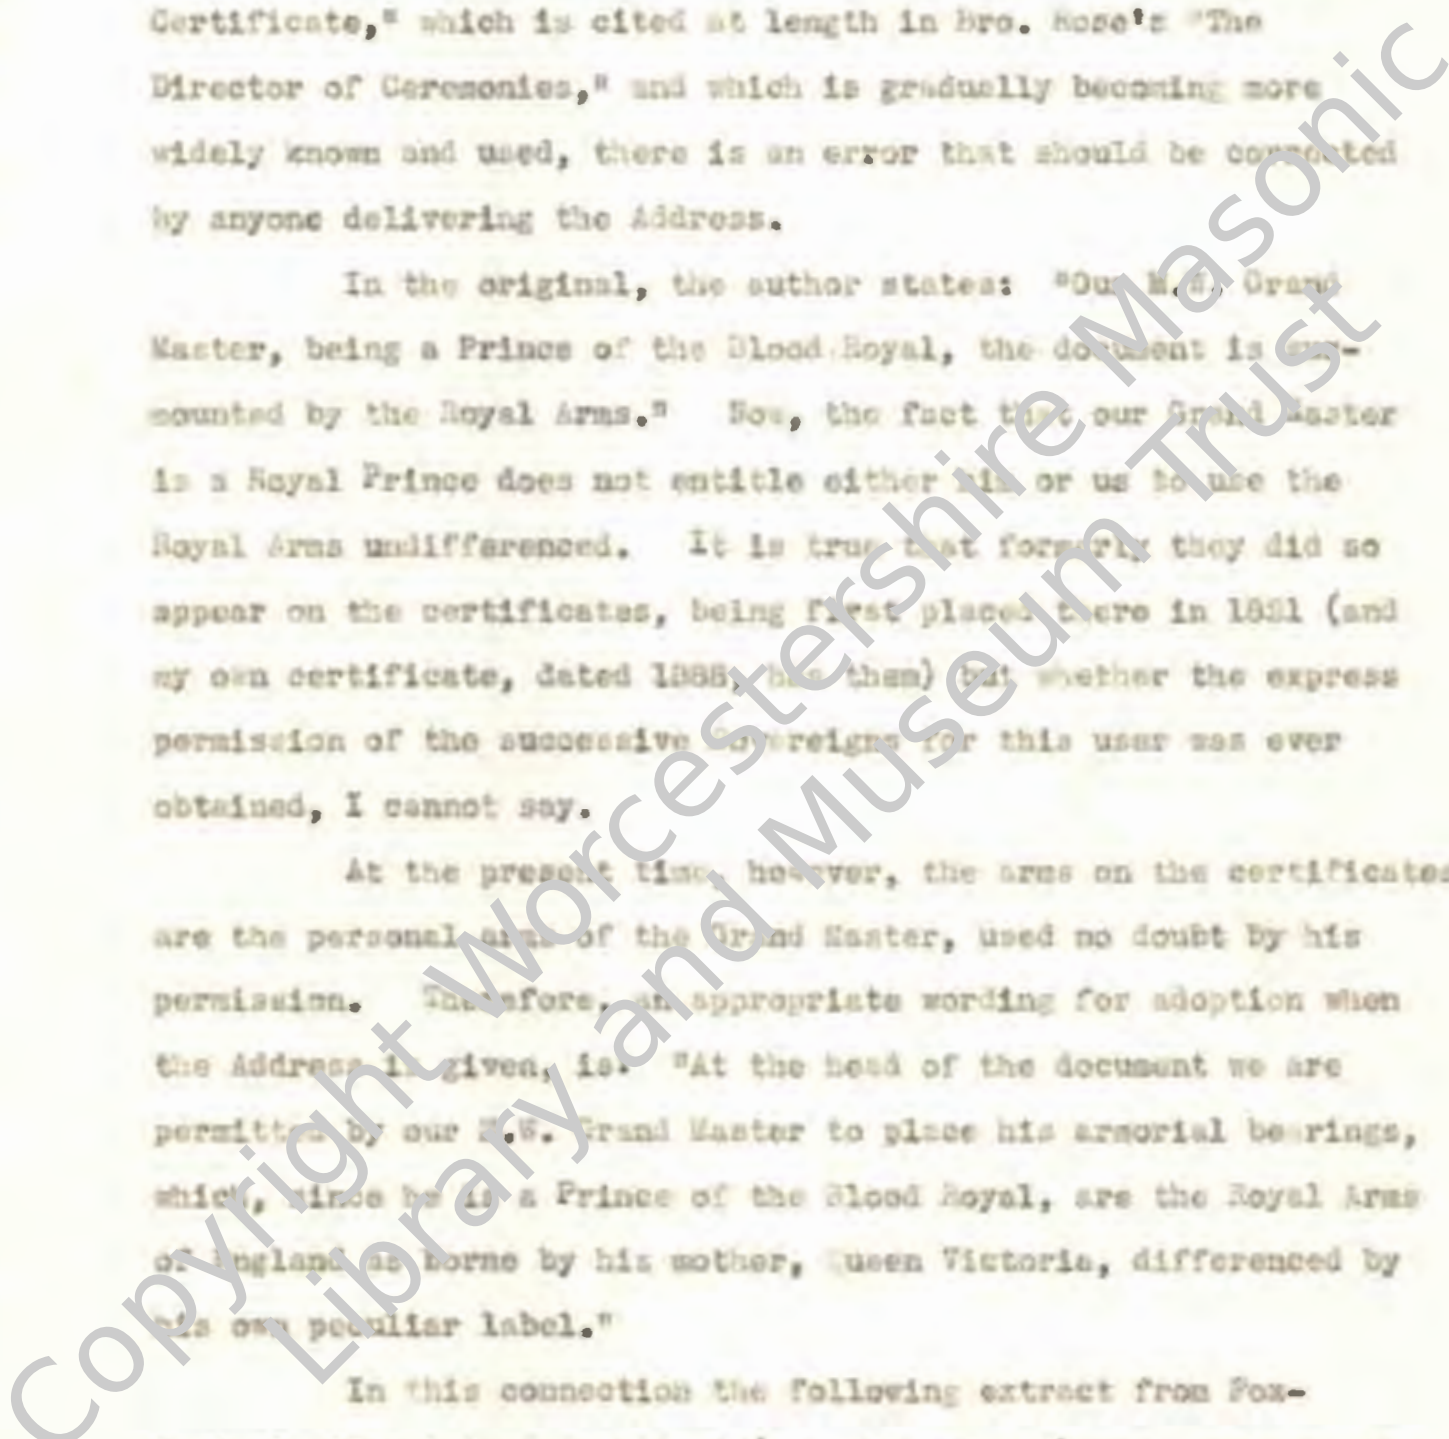 Certificate," which is cited at length in Bro. Rose's "The
Director of Ceremonies," and which is gradually becoming more
widely known and used, there is an error that should be corrected
by anyone delivering the Address.
In the original, the author states: "Our M.W. Grand
Master, being a Prince of the Blood Royal, the document is sur-
mounted by the Royal Arms." Now, the fact that our Grand Master
is a Royal Prince does not entitle either him or us to use the
Royal Arms undifferenced. It is true that formerly they did so
appear on the certificates, being first placed there in (and
my own certificate, dated has them) but whether the express
permission of the successive Sovereigns for this user was ever
obtained, I cannot say.
At the present time, however, the arms on the certificates
are the personal arms of the Grand Master, used no doubt by his
permission. Therefore, an appropriate wording for adoption when
the Address is given, is: "At the head of the document we are
permitted by our M.W. Grand Master to place his armorial bearings,
which, since he is a Prince of the Blood Royal, are the Royal Arms
of England as borne by his mother, Queen Victoria, differenced by
his own peculiar label."
In this connection the following extract from Fox-
Copyright Worcestershire Masonic
Library and Museum Trust